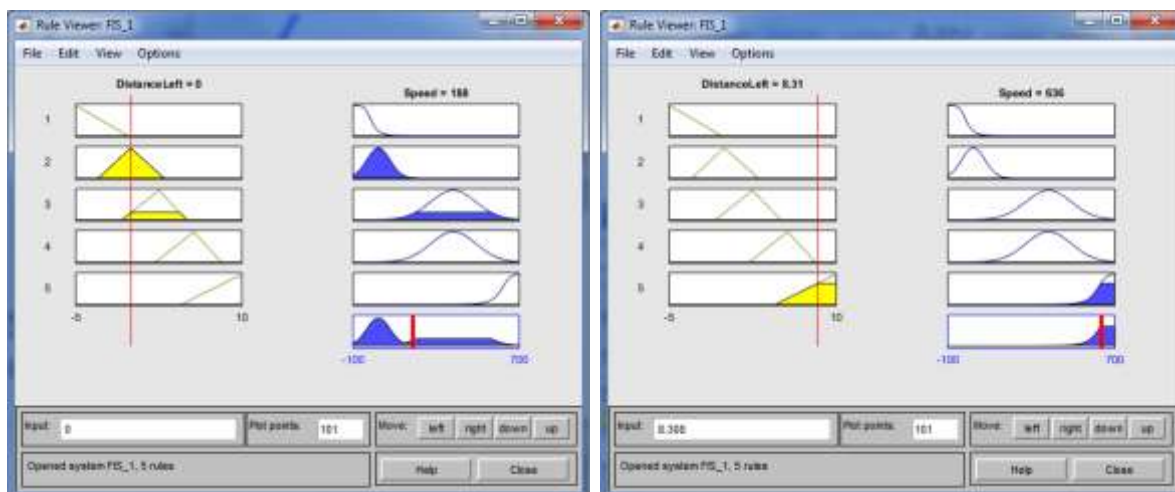 Rule Viewer: FIS_1
File Edit View Options
DistanceLeft = 0
Speed = 188
1
2
3
4
5
-5
10
-100
700
Input:
0
Plot points:
101
Move:
left
right
down
up
Opened system FIS_1, 5 rules
Help
Close
Rule Viewer: FIS_1
File Edit View Options
DistanceLeft = 8.31
Speed = 636
1
2
3
4
5
-5
10
-100
700
Input:
8.308
Plot points:
101
Move:
left
right
down
up
Opened system FIS_1, 5 rules
Help
Close